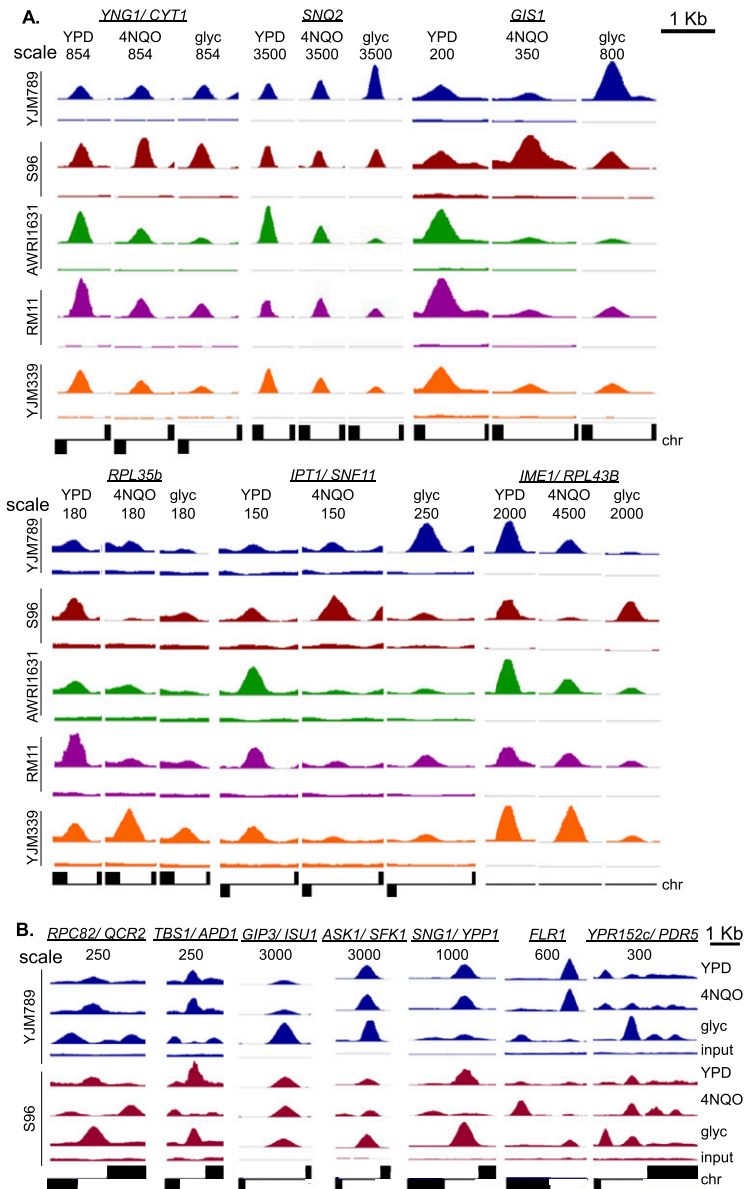 A.
YNG1/ CYT1 SNQ2 GIS1 1 Kb
YPD 4NQO glyc YPD 4NQO glyc YPD 4NQO glyc
scale 854 854 854 3500 3500 3500 200 350 800
YJM789
S96
AWRI1631
RM11
YJM339
chr
RPL35b IPT1/ SNF11 IME1/ RPL43B
YPD 4NQO glyc YPD 4NQO glyc YPD 4NQO glyc
scale 180 180 180 150 150 250 2000 4500 2000
YJM789
S96
AWRI1631
RM11
YJM339
chr
B.
RPC82/ QCR2 TBS1/ APD1 GIP3/ ISU1 ASK1/ SFK1 SNG1/ YPP1 FLR1 YPR152c/ PDR5 1 Kb
scale 250 250 3000 3000 1000 600 300
YJM789
YPD
4NQO
glyc
input
S96
YPD
4NQO
glyc
input
chr